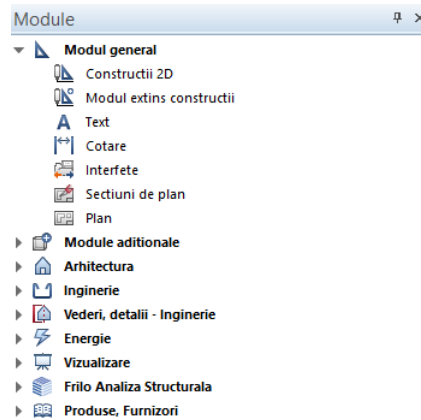 Module
Modul general
Constructii 2D
Modul extins constructii
Text
Cotare
Interfete
Sectiuni de plan
Plan
Module aditionale
Arhitectura
Inginerie
Vederi, detalii - Inginerie
Energie
Vizualizare
Frilo Analiza Structurala
Produse, Furnizori